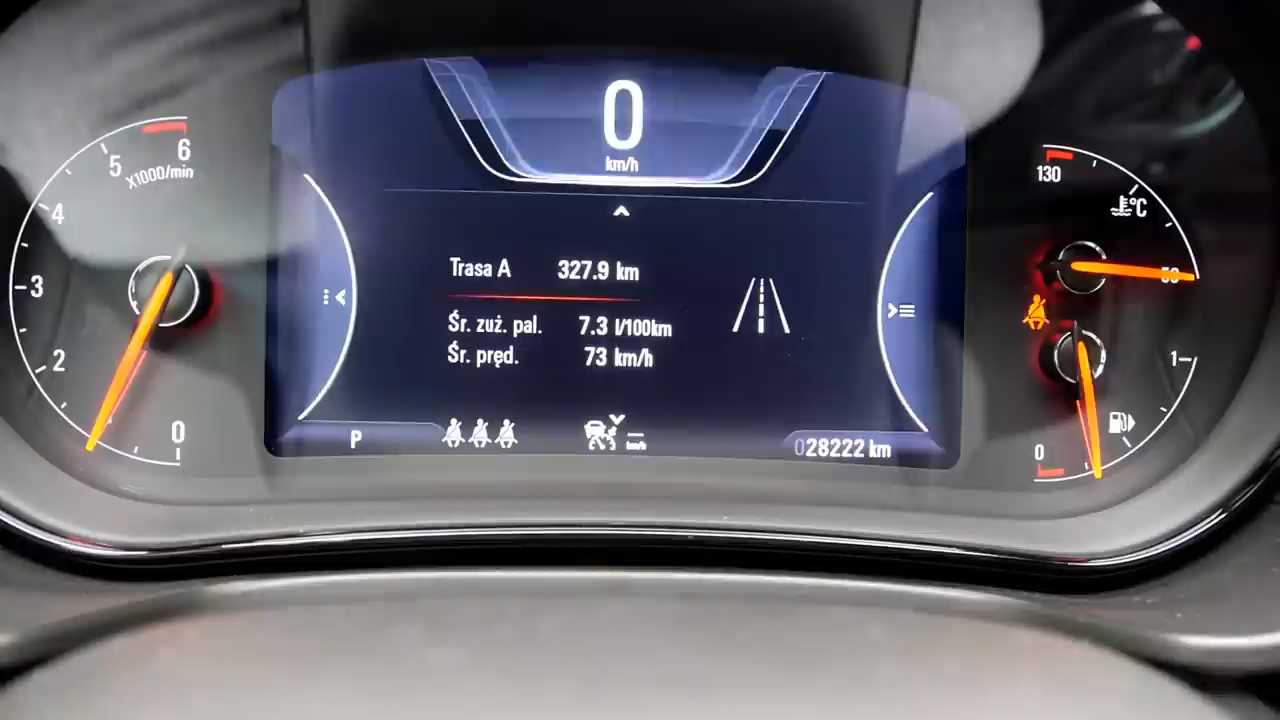 0
km/h
6
5
X1000/min
4
3
2
0
Trasa A 327.9 km
Śr. zuż. pal. 7.3 l/100km
Śr. pręd. 73 km/h
P
km/h
028222 km
130
°C
50
1
0